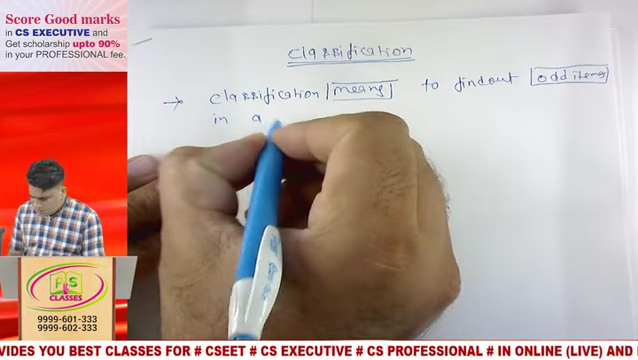 Score Good marks
in CS EXECUTIVE and
Get scholarship upto 90%
in your PROFESSIONAL fee.
Classification
→ Classification means to findout odd items
in a
CLASSES
9999-601-333
9999-602-333
VIDES YOU BEST CLASSES FOR # CSEET # CS EXECUTIVE # CS PROFESSIONAL # IN ONLINE (LIVE) AND